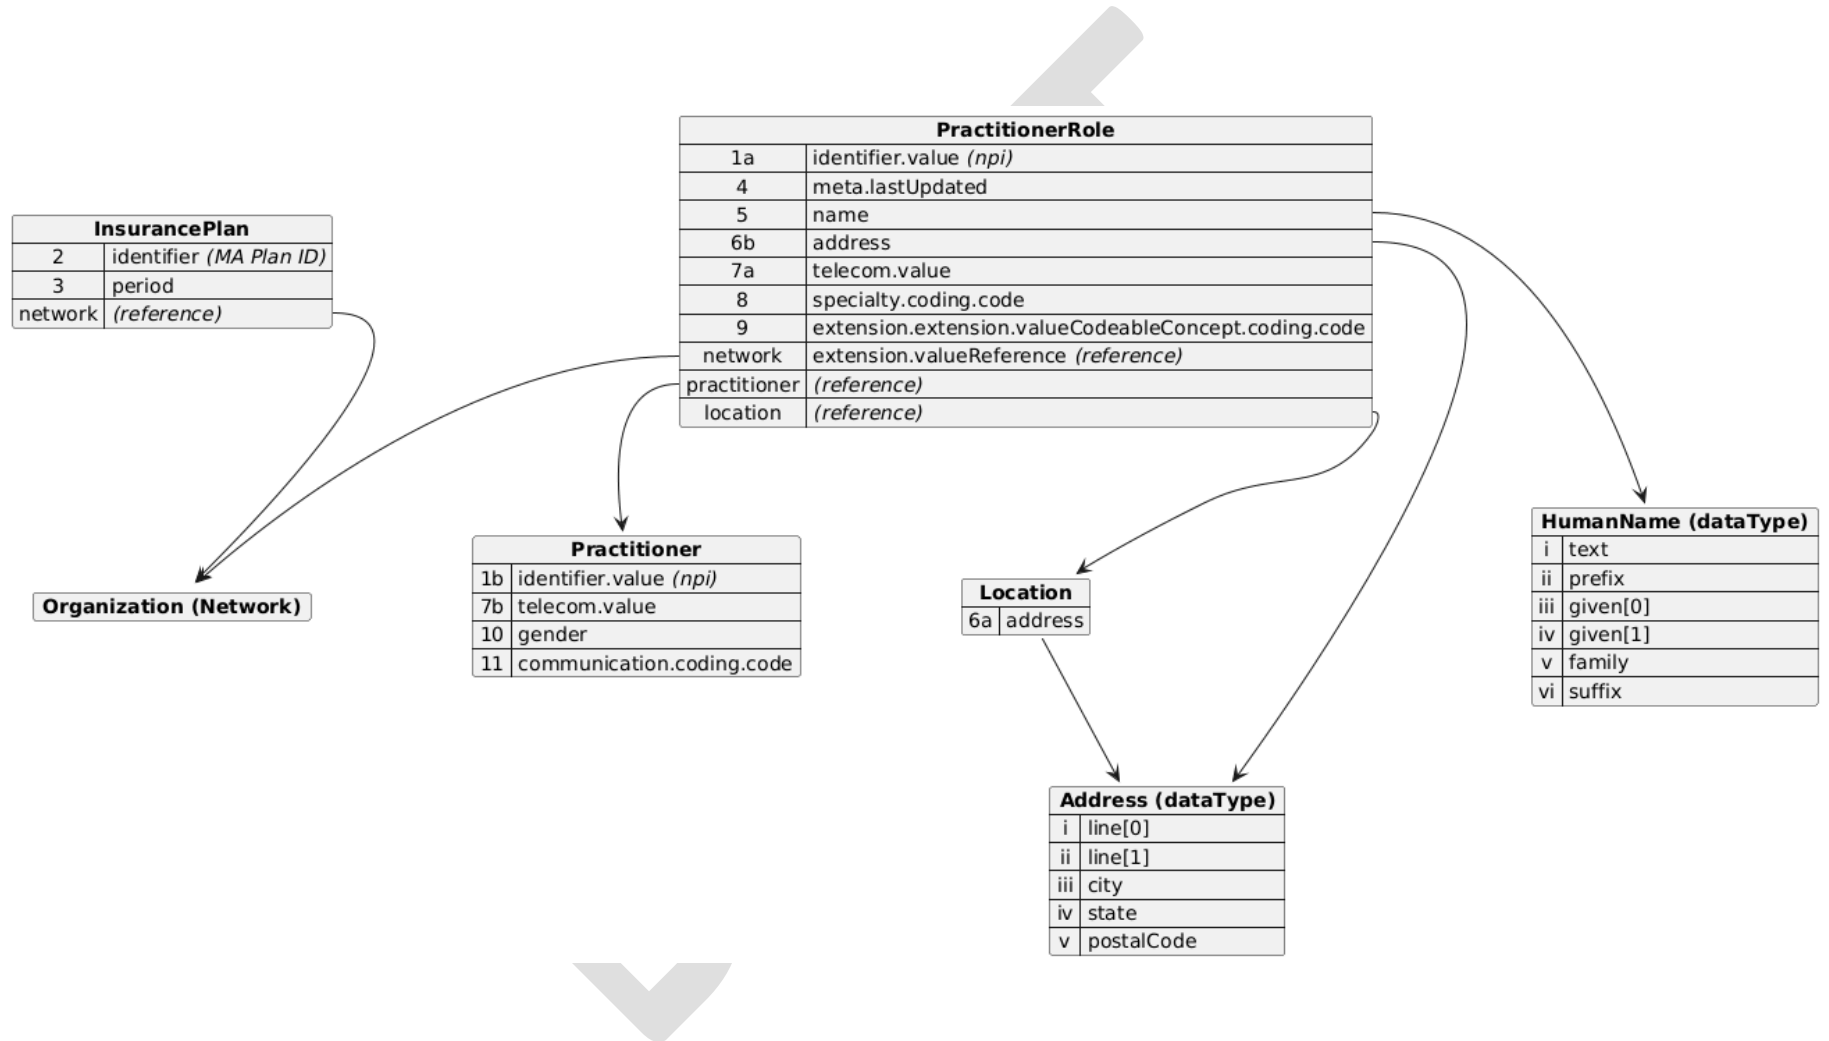 PractitionerRole
1a identifier.value (npi)
4 meta.lastUpdated
5 name
6b address
7a telecom.value
8 specialty.coding.code
9 extension.extension.valueCodeableConcept.coding.code
network extension.valueReference (reference)
practitioner (reference)
location (reference)
InsurancePlan
2 identifier (MA Plan ID)
3 period
network (reference)
Organization (Network)
Practitioner
1b identifier.value (npi)
7b telecom.value
10 gender
11 communication.coding.code
Location
6a address
HumanName (dataType)
i text
ii prefix
iii given[0]
iv given[1]
v family
vi suffix
Address (dataType)
i line[0]
ii line[1]
iii city
iv state
v postalCode